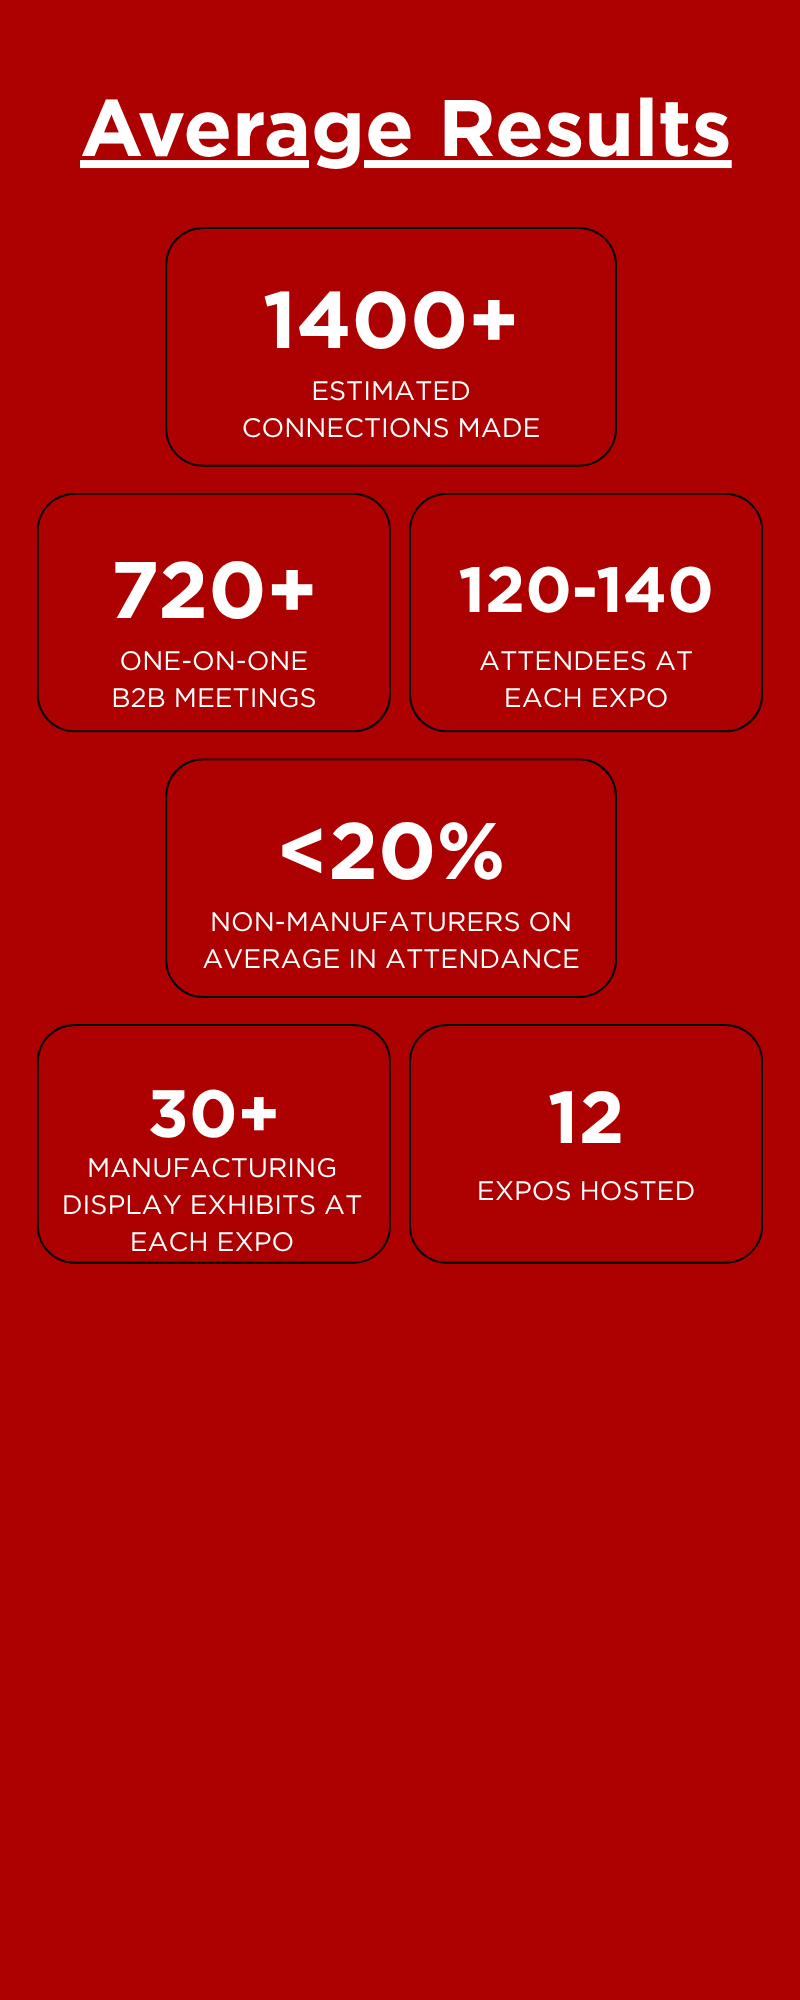 Average Results
1400+
ESTIMATED
CONNECTIONS MADE
720+
ONE-ON-ONE
B2B MEETINGS
120-140
ATTENDEES AT
EACH EXPO
<20%
NON-MANUFATURERS ON
AVERAGE IN ATTENDANCE
30+
MANUFACTURING
DISPLAY EXHIBITS AT
EACH EXPO
12
EXPOS HOSTED